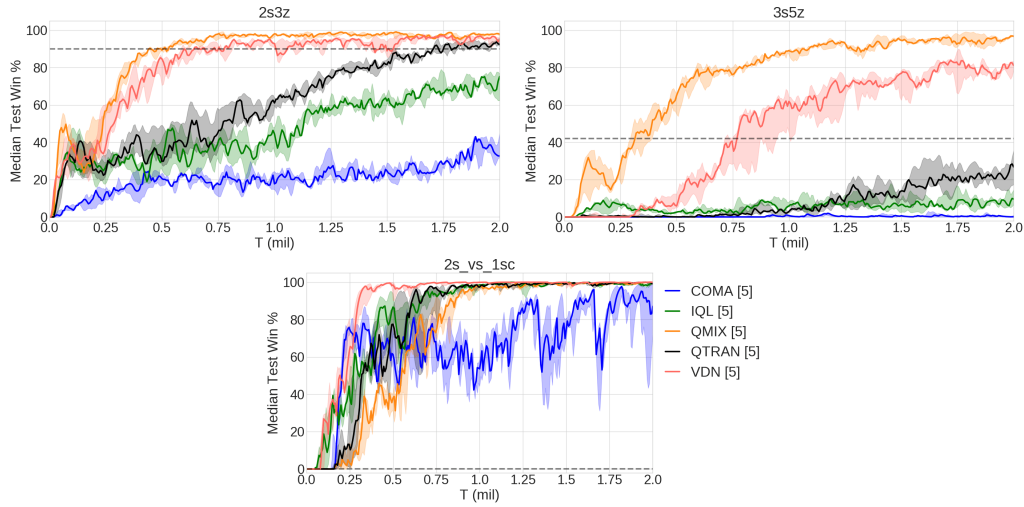 2s3z
Median Test Win %
100
80
60
40
20
0
0.0 0.25 0.5 0.75 1.0 1.25 1.5 1.75 2.0
T (mil)
3s5z
Median Test Win %
100
80
60
40
20
0
0.0 0.25 0.5 0.75 1.0 1.25 1.5 1.75 2.0
T (mil)
2s_vs_1sc
Median Test Win %
100
80
60
40
20
0
0.0 0.25 0.5 0.75 1.0 1.25 1.5 1.75 2.0
T (mil)
COMA [5]
IQL [5]
QMIX [5]
QTRAN [5]
VDN [5]